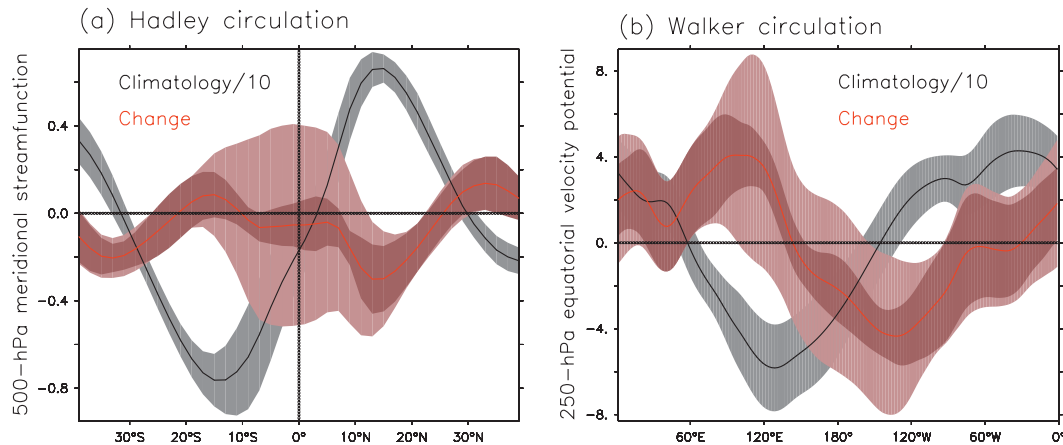 (a) Hadley circulation
500-hPa meridional streamfunction
Climatology/10
Change
0.4
0.0
-0.4
-0.8
30°S 20°S 10°S 0° 10°N 20°N 30°N
(b) Walker circulation
250-hPa equatorial velocity potential
Climatology/10
Change
8.
4.
0.
-4.
-8.
60°E 120°E 180° 120°W 60°W 0°